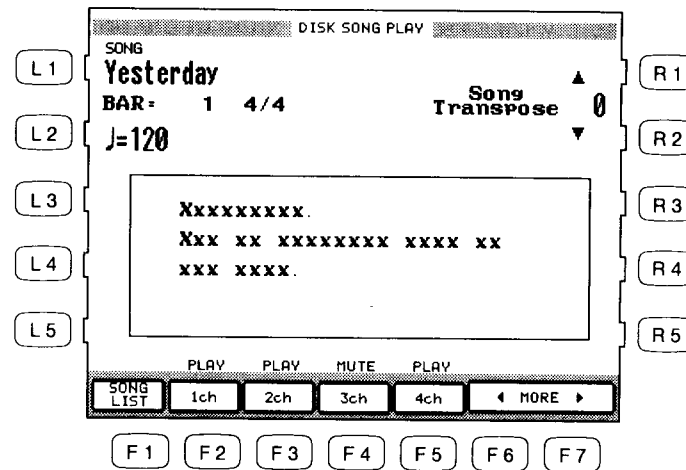 DISK SONG PLAY
SONG
Yesterday
BAR= 1 4/4
Song Transpose 0
♩=120
Xxxxxxxxx.
Xxx xx xxxxxxxx xxxx xx
xxx xxxx.
PLAY PLAY MUTE PLAY
SONG LIST 1ch 2ch 3ch 4ch ◀ MORE ▶
L1
L2
L3
L4
L5
R1
R2
R3
R4
R5
F1 F2 F3 F4 F5 F6 F7